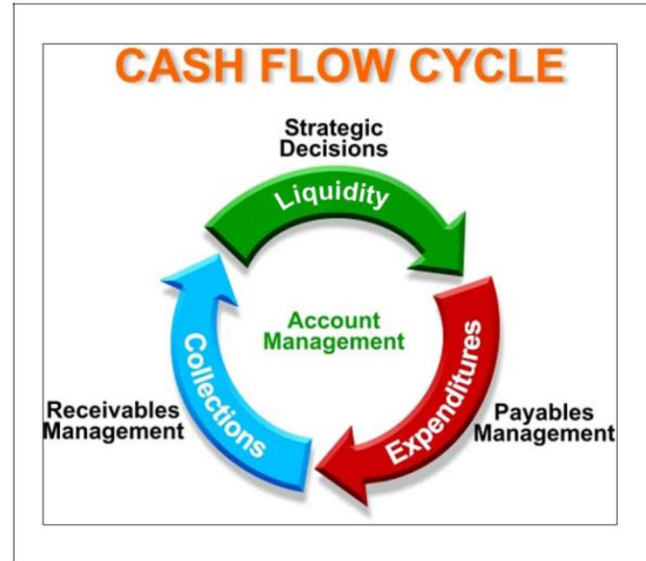 CASH FLOW CYCLE
Strategic
Decisions
Liquidity
Account
Management
Collections
Expenditures
Receivables
Management
Payables
Management